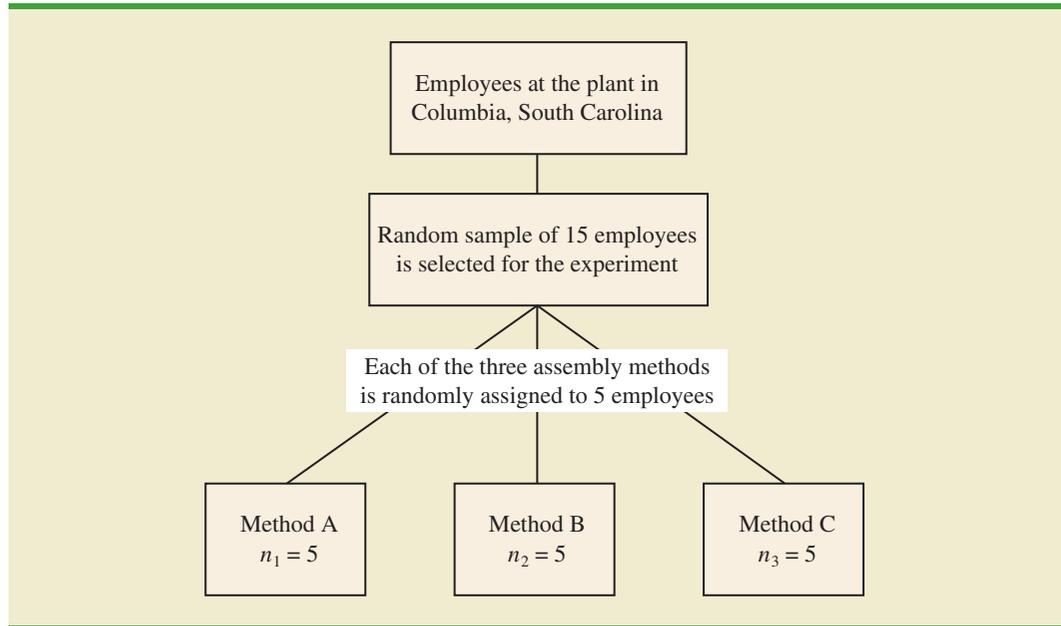 Employees at the plant in
Columbia, South Carolina
Random sample of 15 employees
is selected for the experiment
Each of the three assembly methods
is randomly assigned to 5 employees
Method A
n₁ = 5
Method B
n₂ = 5
Method C
n₃ = 5